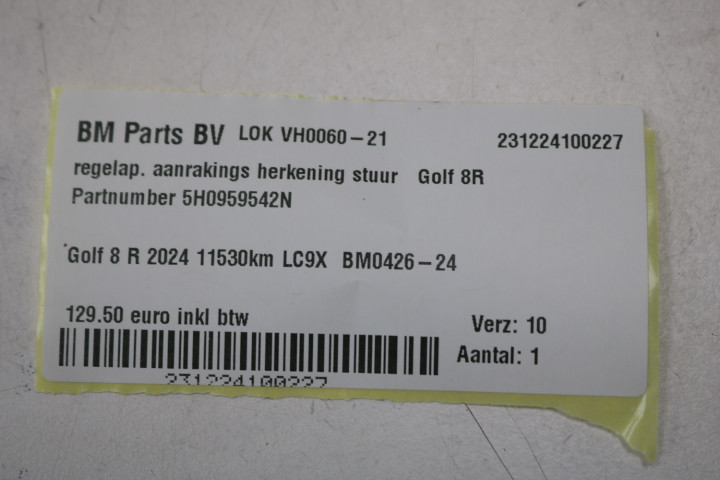 BM Parts BV LOK VH0060-21 231224100227
regelap. aanrakings herkening stuur Golf 8R
Partnumber 5H0959542N
Golf 8 R 2024 11530km LC9X BM0426-24
129.50 euro inkl btw
Verz: 10
Aantal: 1
231224100227